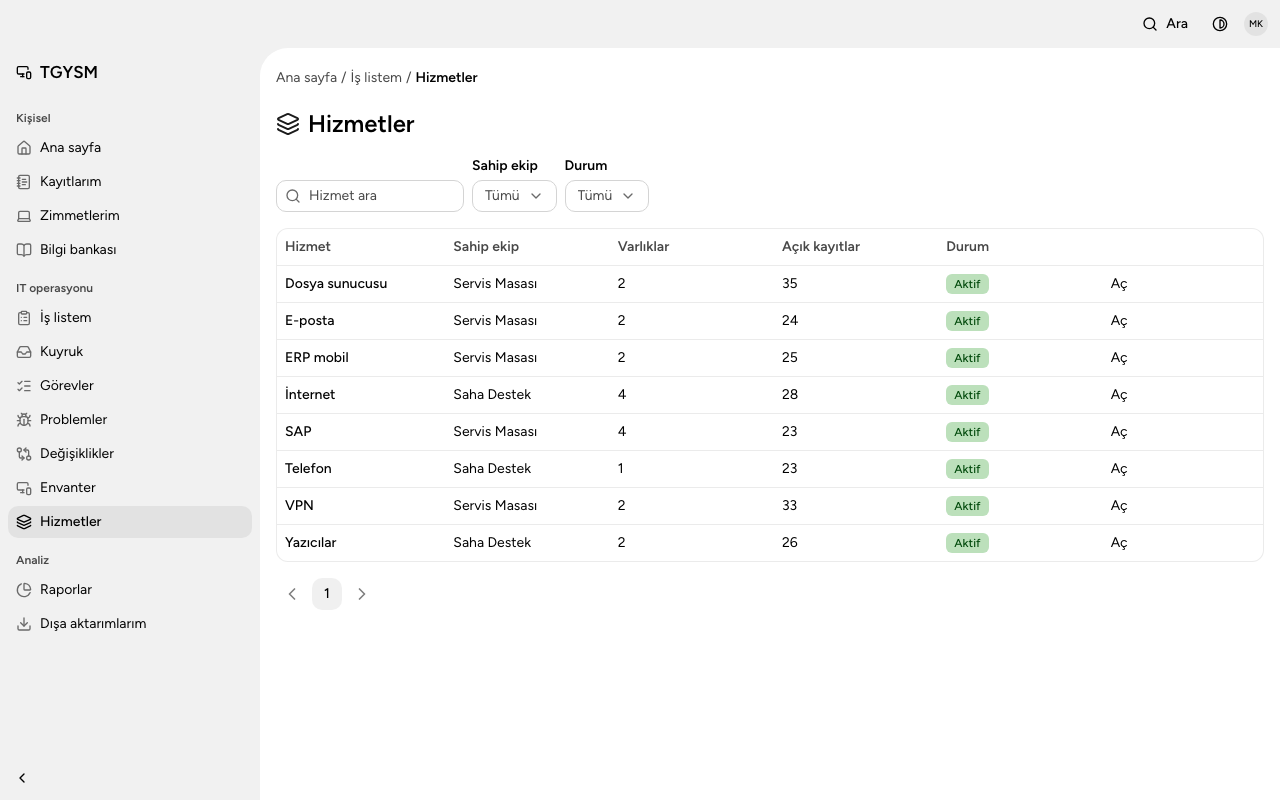 Ara
MK
TGYSM
Kişisel
Ana sayfa
Kayıtlarım
Zimmetlerim
Bilgi bankası
IT operasyonu
İş listem
Kuyruk
Görevler
Problemler
Değişiklikler
Envanter
Hizmetler
Analiz
Raporlar
Dışa aktarımlarım
Ana sayfa / İş listem / Hizmetler
Hizmetler
Sahip ekip Durum
Hizmet ara Tümü Tümü
Hizmet Sahip ekip Varlıklar Açık kayıtlar Durum
Dosya sunucusu Servis Masası 2 35 Aktif Aç
E-posta Servis Masası 2 24 Aktif Aç
ERP mobil Servis Masası 2 25 Aktif Aç
İnternet Saha Destek 4 28 Aktif Aç
SAP Servis Masası 4 23 Aktif Aç
Telefon Saha Destek 1 23 Aktif Aç
VPN Servis Masası 2 33 Aktif Aç
Yazıcılar Saha Destek 2 26 Aktif Aç
1